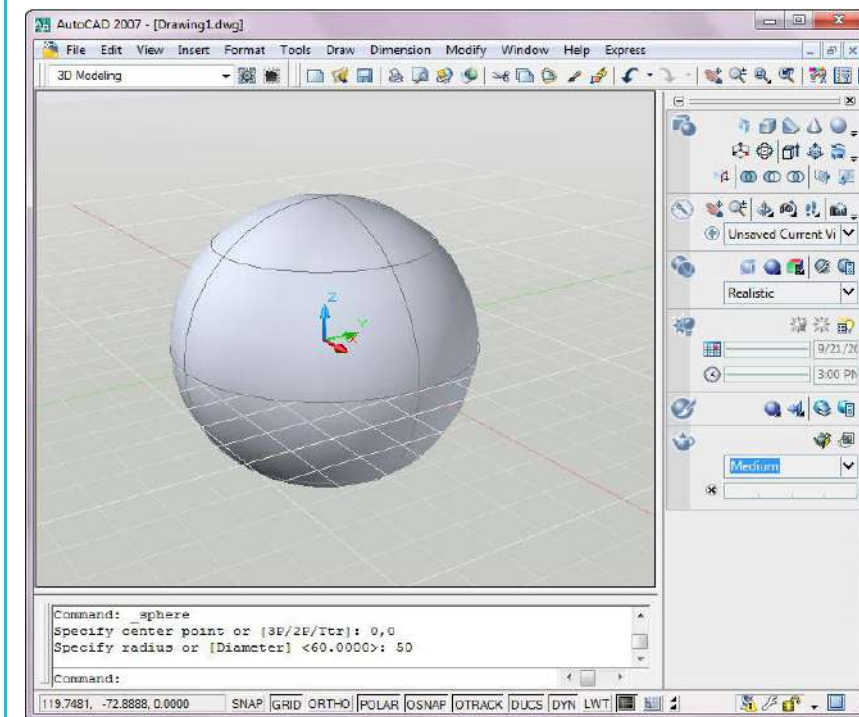 AutoCAD 2007 - [Drawing1.dwg]
File Edit View Insert Format Tools Draw Dimension Modify Window Help Express
3D Modeling
Z
Y
X
Unsaved Current Vi
Realistic
9/21/20
3:00 PM
Medium
Command: _sphere
Specify center point or [3P/2P/Ttr]: 0,0
Specify radius or [Diameter] <60.0000>: 50
Command:
119.7481, -72.8888, 0.0000 SNAP GRID ORTHO POLAR OSNAP OTRACK DUCS DYN LWT